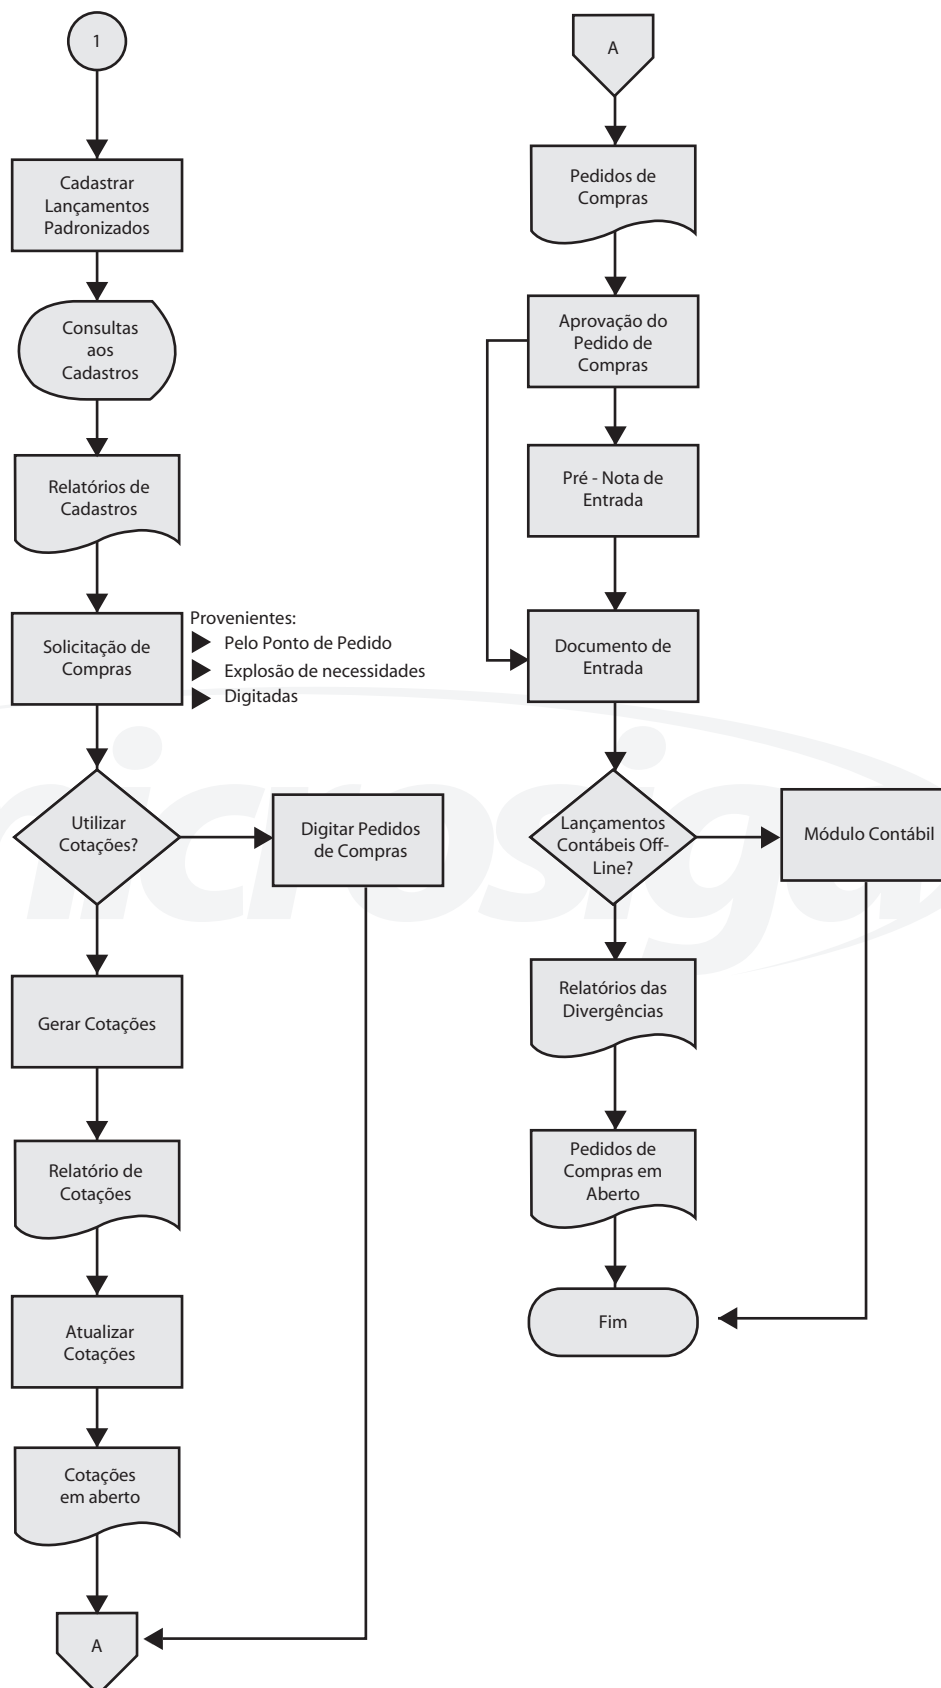 1
Cadastrar
Lançamentos
Padronizados
Consultas
aos
Cadastros
Relatórios de
Cadastros
Solicitação de
Compras
Provenientes:
Pelo Ponto de Pedido
Explosão de necessidades
Digitadas
Utilizar
Cotações?
Digitar Pedidos
de Compras
Gerar Cotações
Relatório de
Cotações
Atualizar
Cotações
Cotações
em aberto
A
A
Pedidos de
Compras
Aprovação do
Pedido de
Compras
Pré - Nota de
Entrada
Documento de
Entrada
Lançamentos
Contábeis Off-
Line?
Módulo Contábil
Relatórios das
Divergências
Pedidos de
Compras em
Aberto
Fim
microsiga